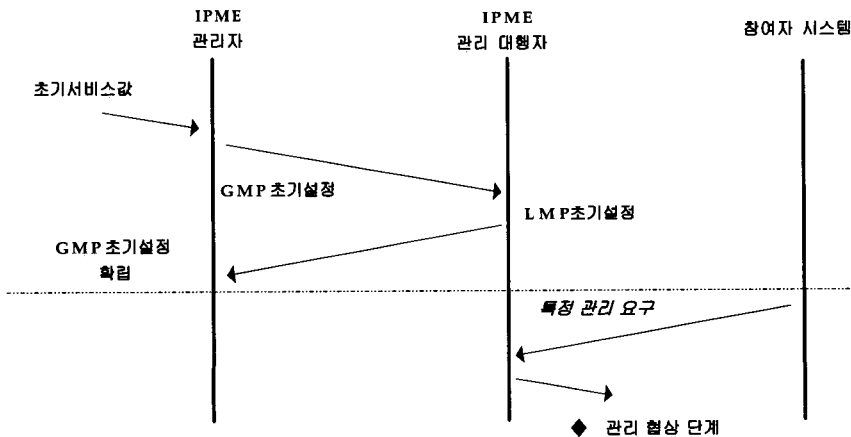 IPME
관리자
IPME
관리 대행자
참여자 시스템
초기서비스값
GMP 초기설정
LMP초기설정
GMP 초기설정
확립
특정 관리 요구
관리 협상 단계